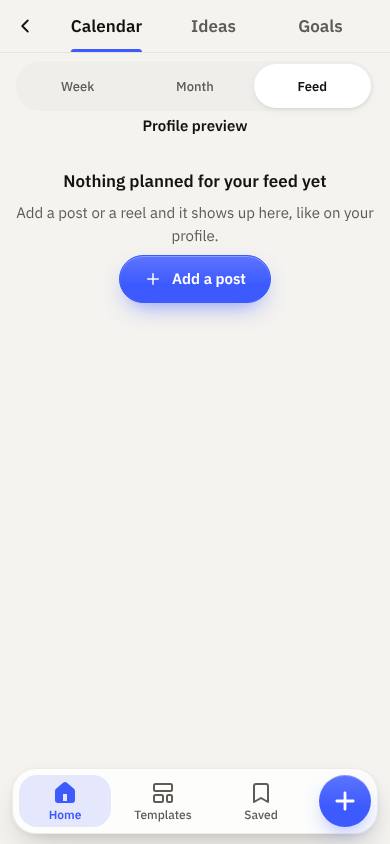 Calendar
Ideas
Goals
Week
Month
Feed
Profile preview
Nothing planned for your feed yet
Add a post or a reel and it shows up here, like on your
profile.
Add a post
Home
Templates
Saved